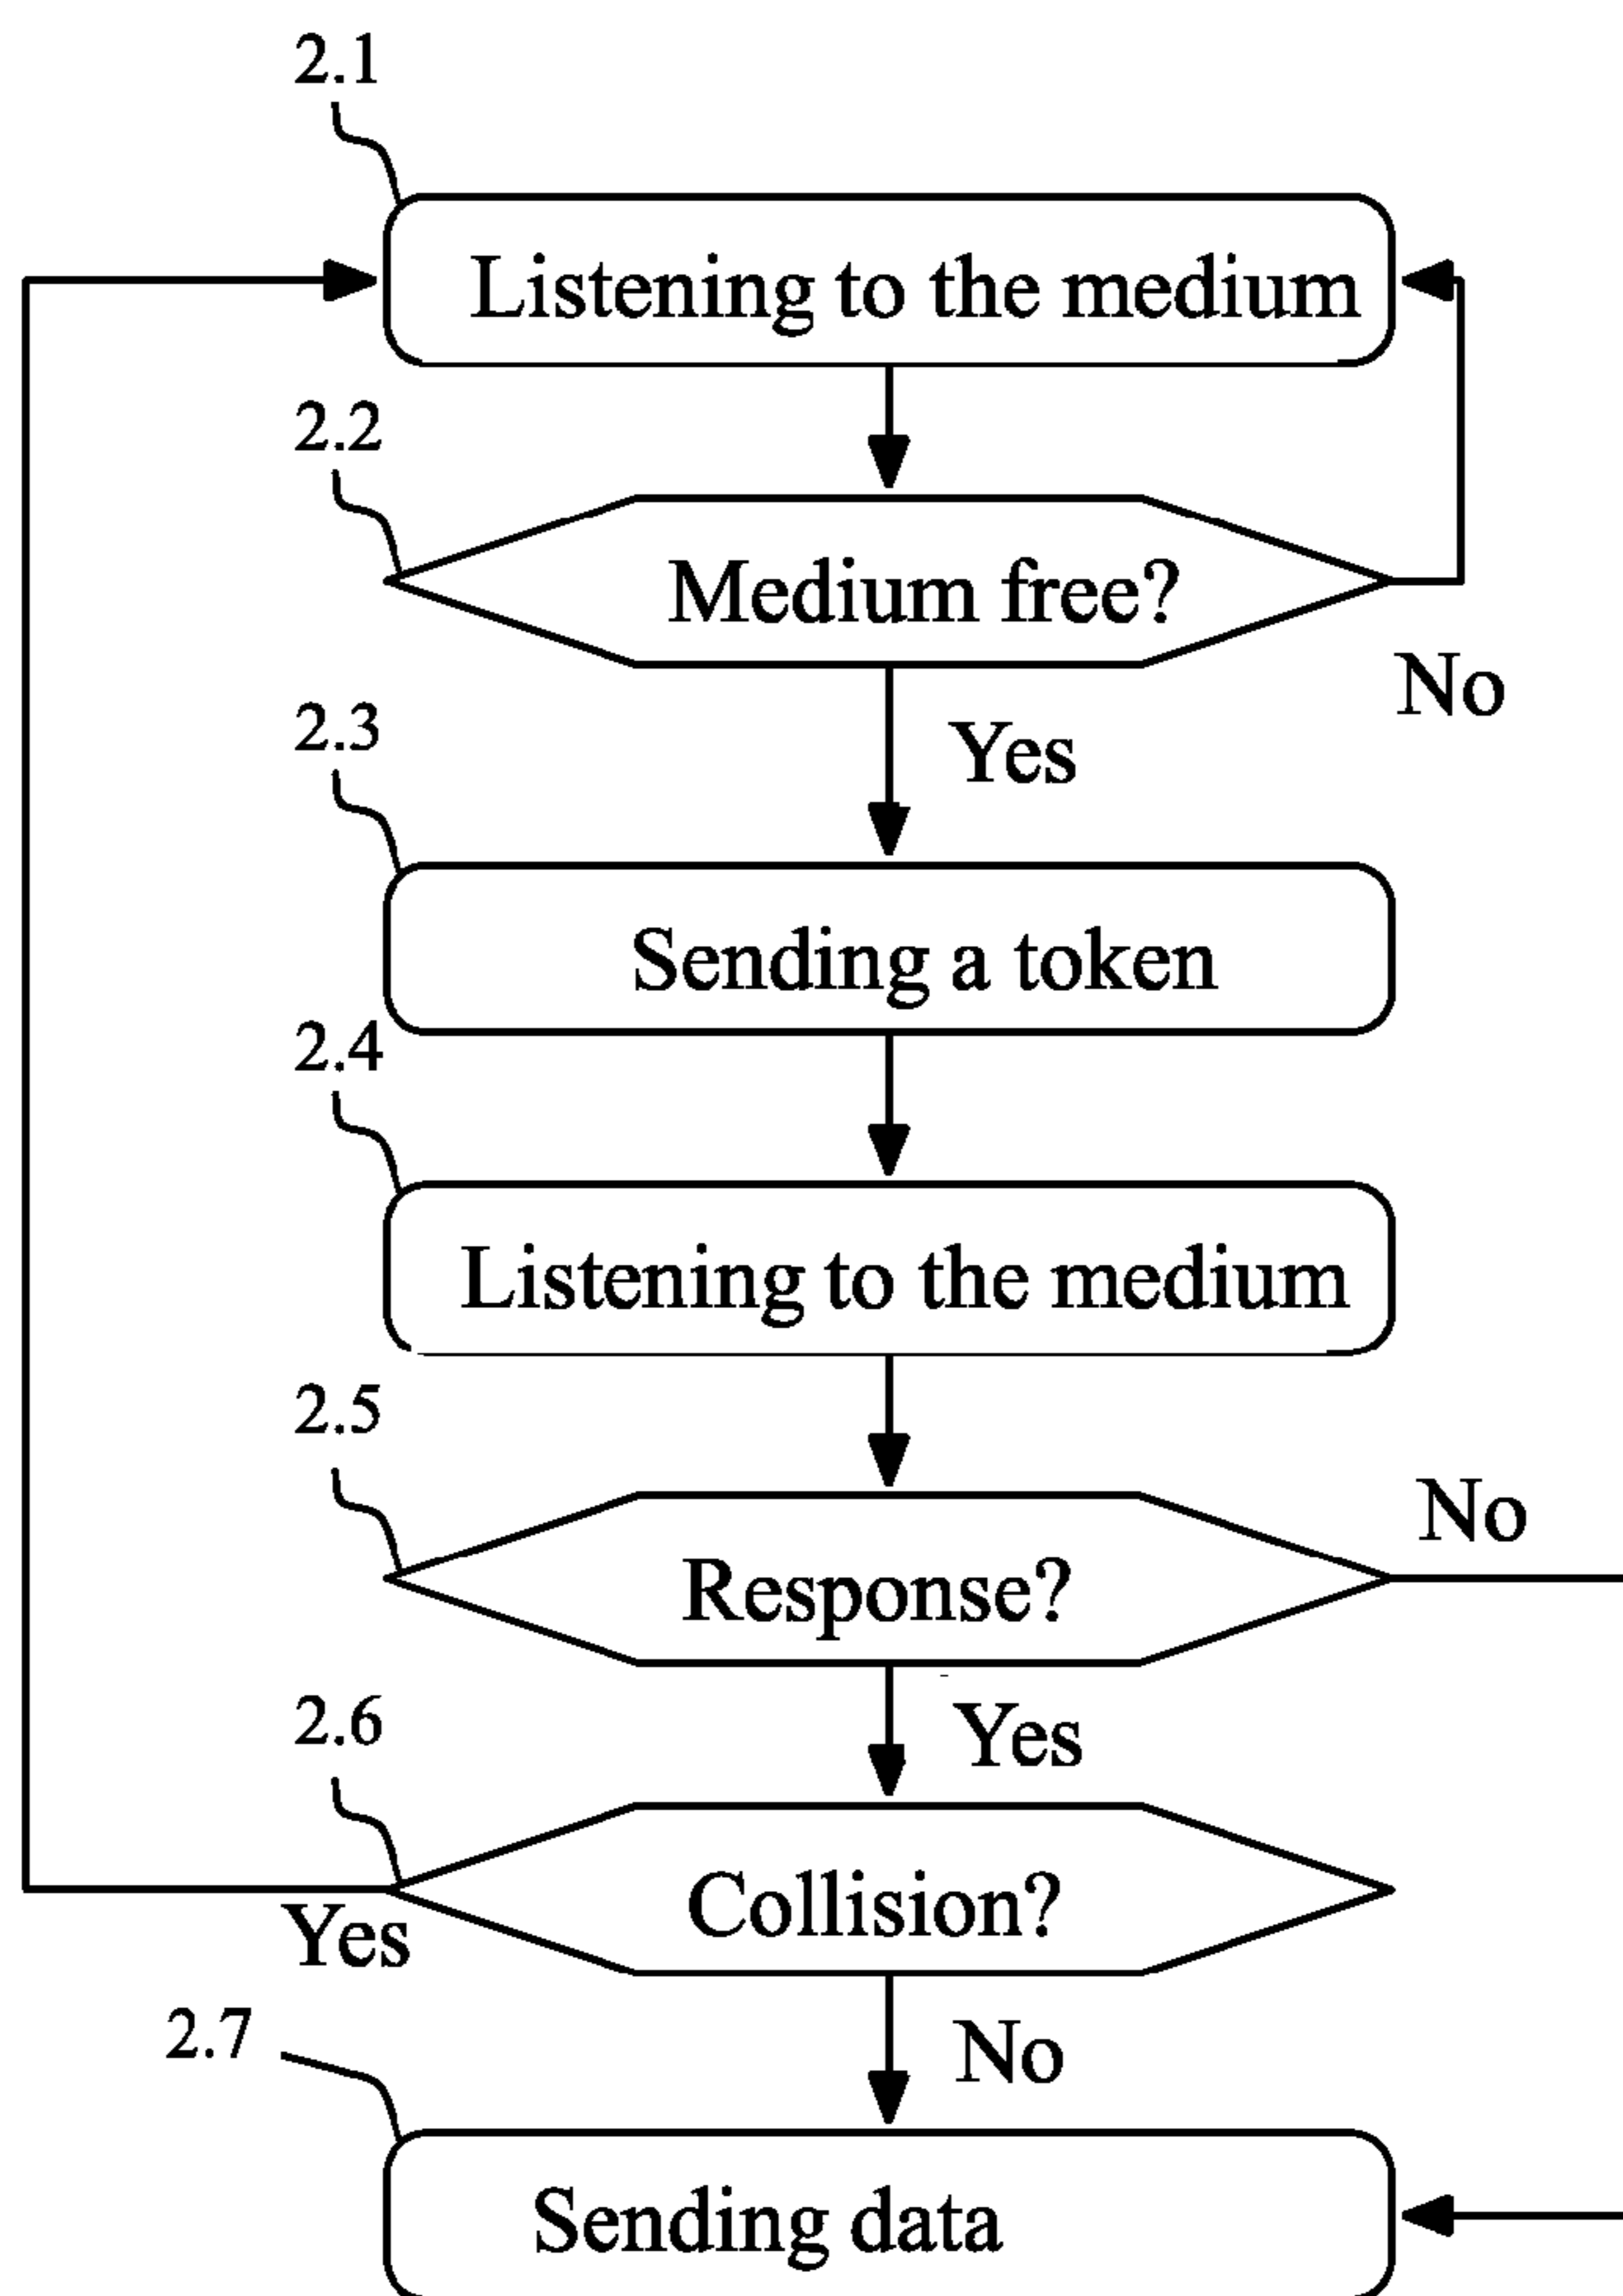 2.1
Listening to the medium
2.2
Medium free?
No
2.3
Yes
Sending a token
2.4
Listening to the medium
2.5
No
Response?
2.6
Yes
Collision?
Yes
2.7
No
Sending data